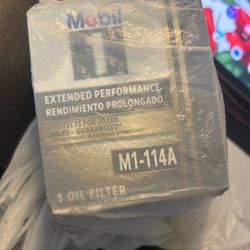 Mobil
EXTENDED PERFORMANCE
RENDIMIENTO PROLONGADO
PROTECTS FOR 20,000
MILES - GUARANTEED*
M1-114A
1 OIL FILTER